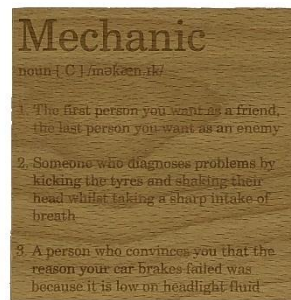 Mechanic
noun [ C ] /məkæn.ɪk/
1. The first person you want as a friend,
the last person you want as an enemy
2. Someone who diagnoses problems by
kicking the tyres and shaking their
head whilst taking a sharp intake of
breath
3. A person who convinces you that the
reason your car brakes failed was
because it is low on headlight fluid